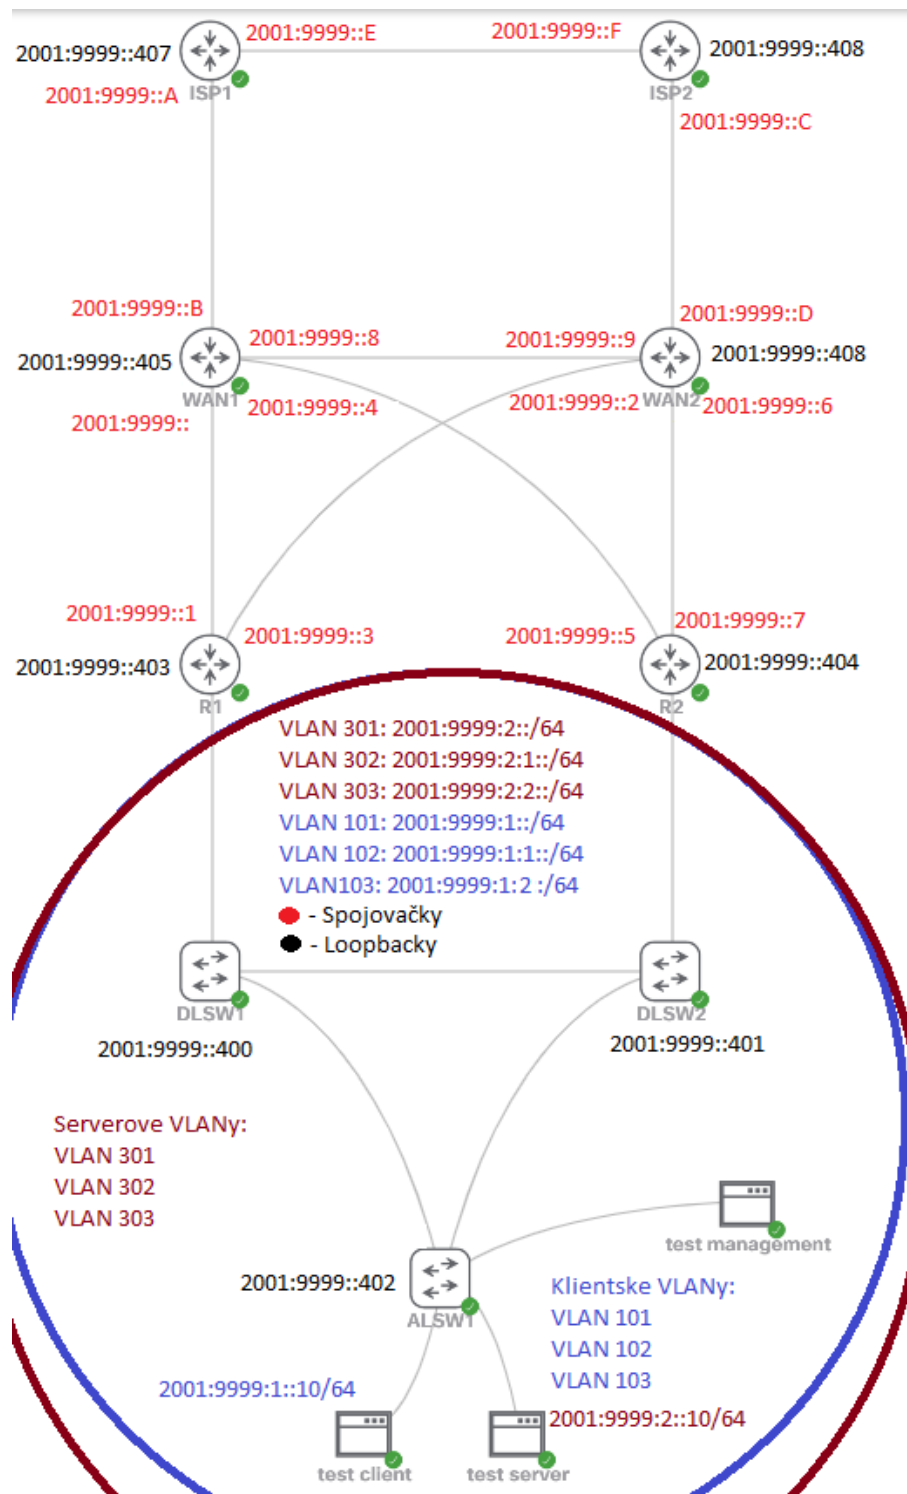 2001:9999::E
2001:9999::F
2001:9999::407
2001:9999::408
ISP1
ISP2
2001:9999::A
2001:9999::C
2001:9999::B
2001:9999::D
2001:9999::8
2001:9999::9
2001:9999::405
2001:9999::408
WAN1
WAN2
2001:9999::4
2001:9999::2
2001:9999::6
2001:9999::
2001:9999::1
2001:9999::7
2001:9999::3
2001:9999::5
2001:9999::403
2001:9999::404
R1
R2
VLAN 301: 2001:9999:2::/64
VLAN 302: 2001:9999:2:1::/64
VLAN 303: 2001:9999:2:2::/64
VLAN 101: 2001:9999:1::/64
VLAN 102: 2001:9999:1:1::/64
VLAN103: 2001:9999:1:2 :/64
- Spojovačky
- Loopbacky
DLSW1
DLSW2
2001:9999::400
2001:9999::401
Serverove VLANy:
VLAN 301
VLAN 302
VLAN 303
test management
2001:9999::402
ALSW1
Klientske VLANy:
VLAN 101
VLAN 102
VLAN 103
2001:9999:1::10/64
2001:9999:2::10/64
test client
test server